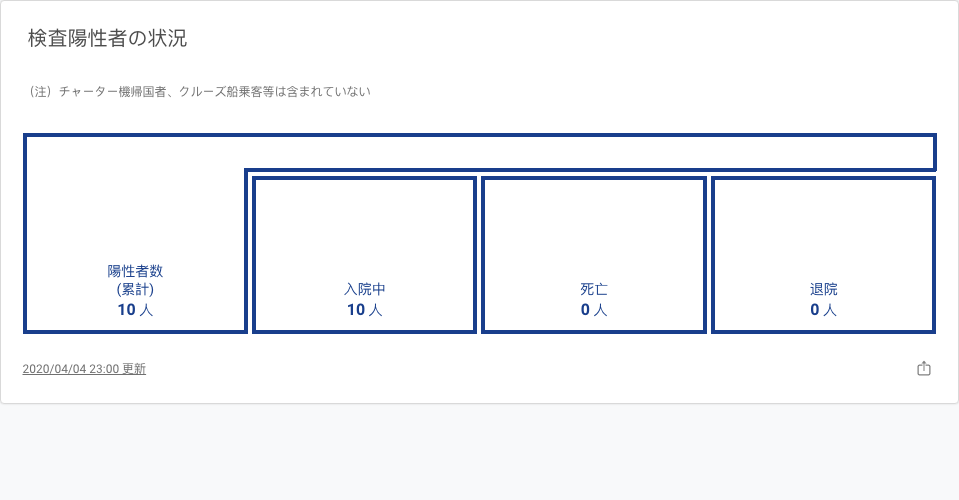 検査陽性者の状況
（注）チャーター機帰国者、クルーズ船乗客等は含まれていない
陽性者数
(累計)
10 人
入院中
10 人
死亡
0 人
退院
0 人
2020/04/04 23:00 更新